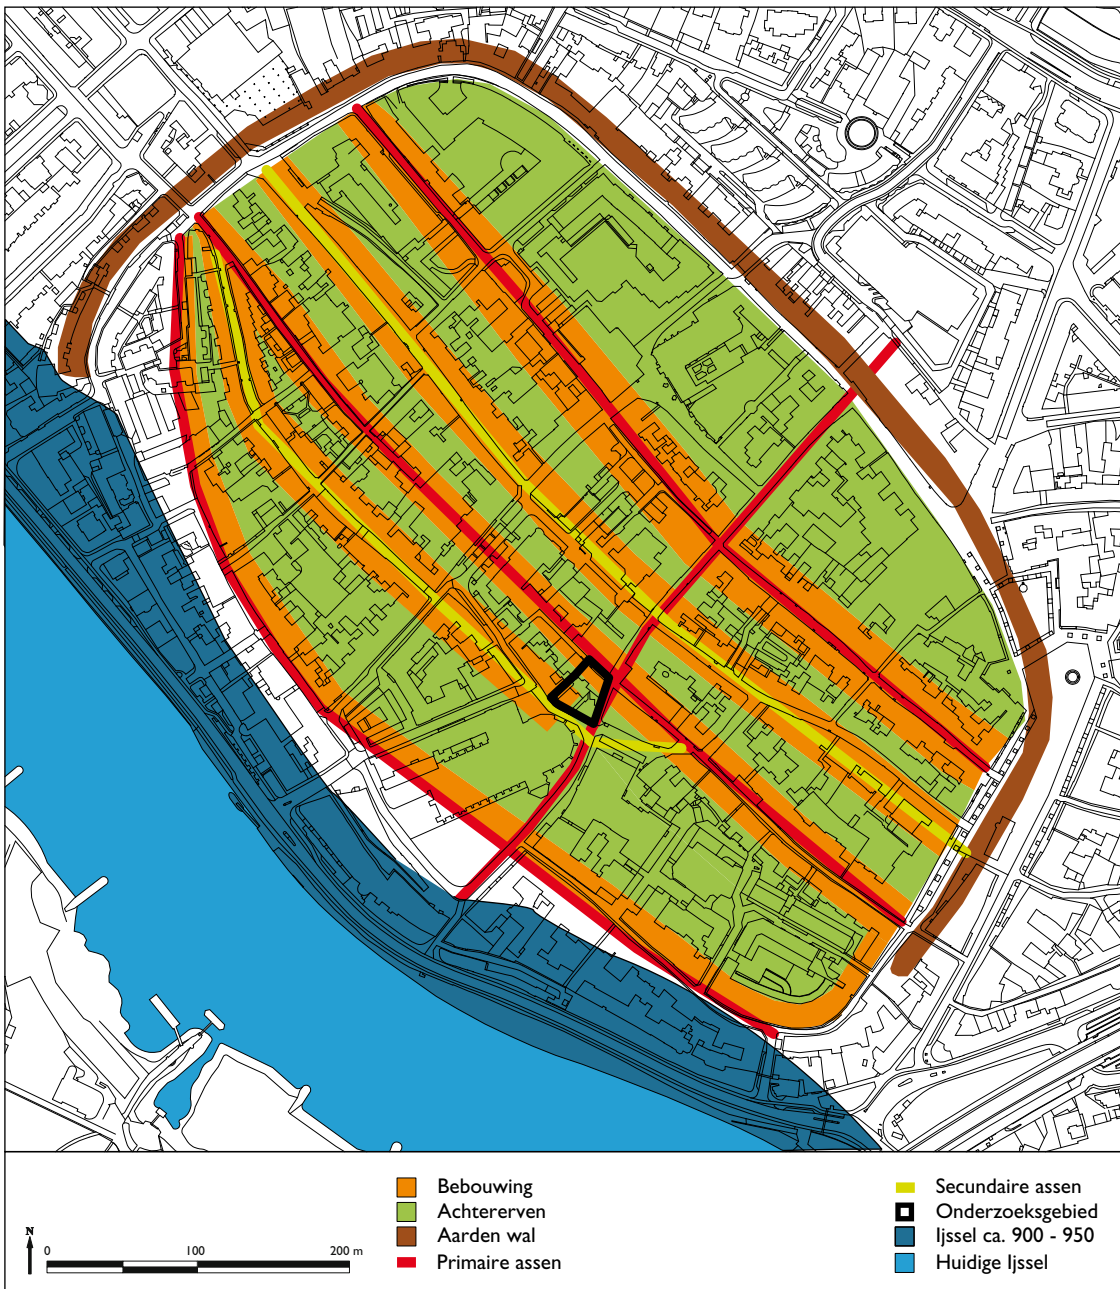 Bebouwing
Achtererven
Aarden wal
Primaire assen
Secundaire assen
Onderzoeksgebied
Ijssel ca. 900 - 950
Huidige Ijssel
N
0 100 200 m